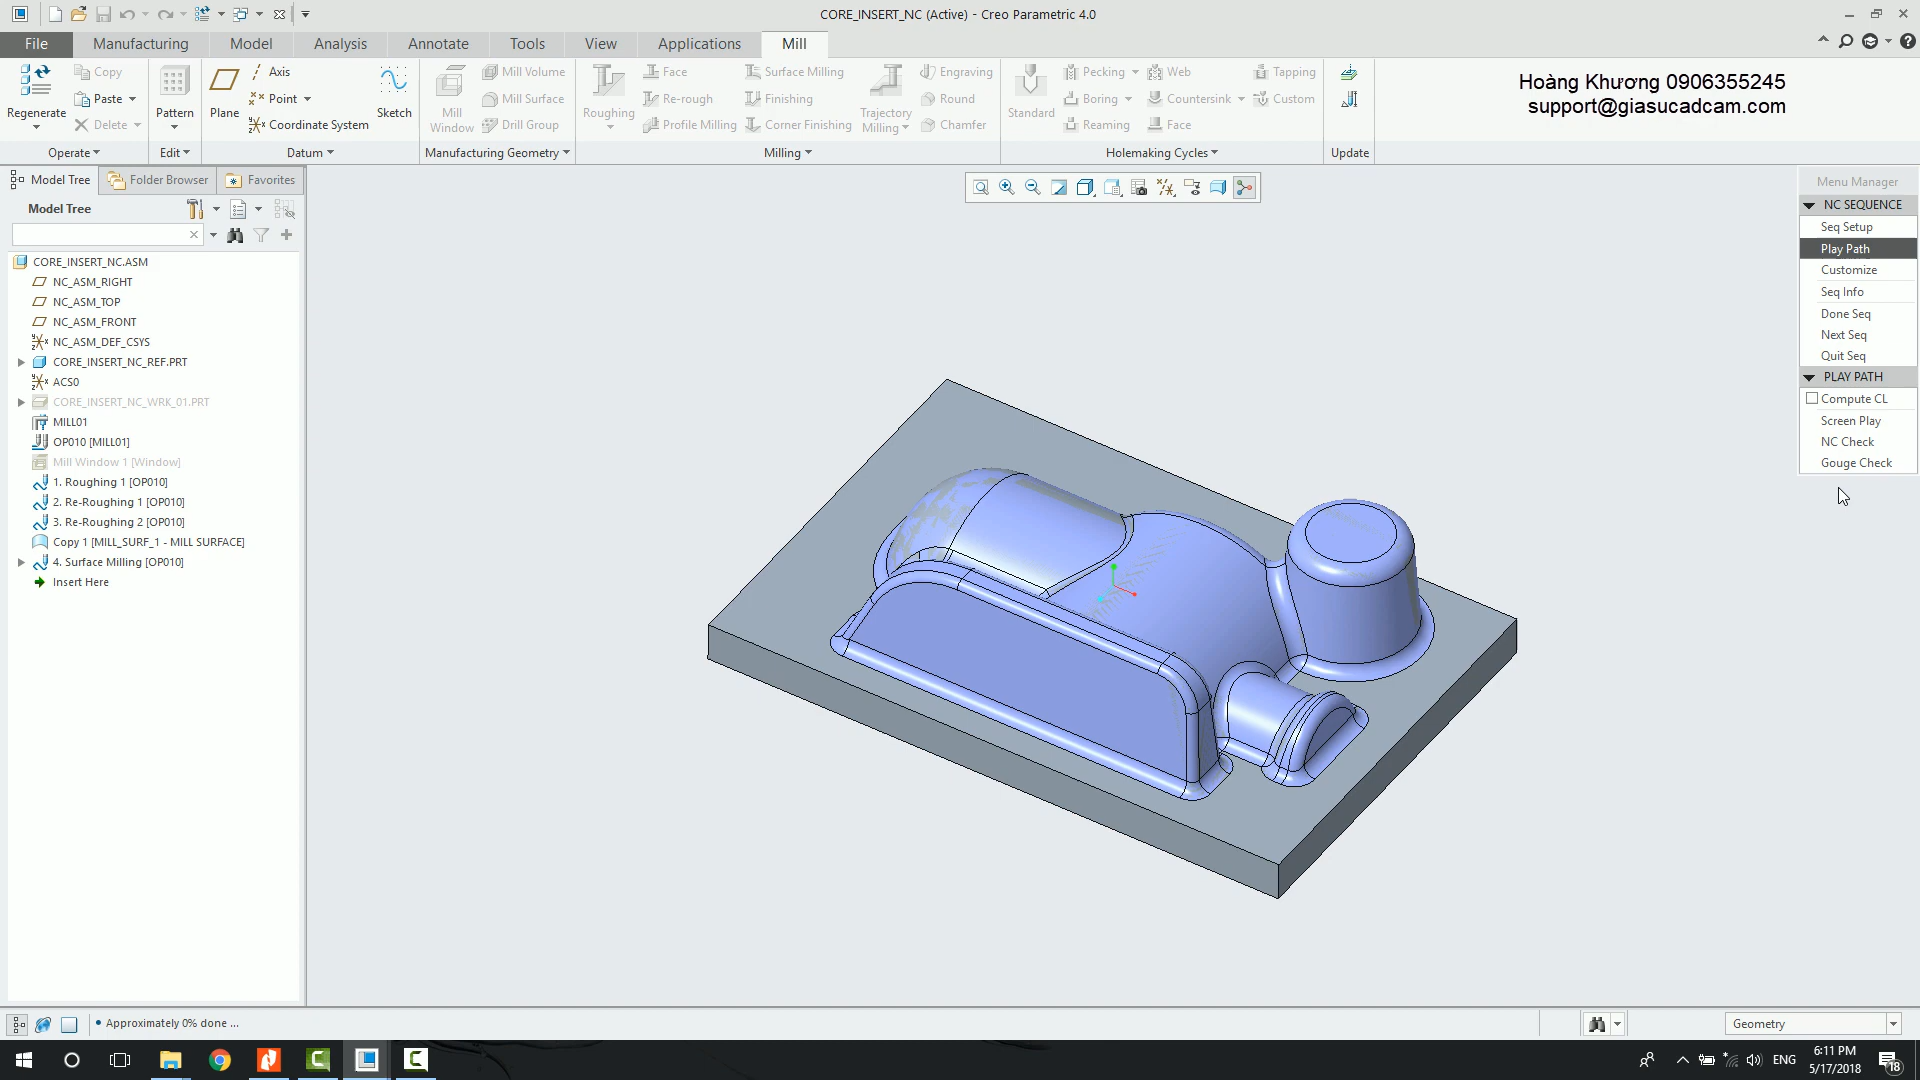 CORE_INSERT_NC (Active) - Creo Parametric 4.0
File
Manufacturing
Model
Analysis
Annotate
Tools
View
Applications
Mill
Regenerate
Copy
Paste
Delete
Operate
Pattern
Edit
Plane
Axis
Point
Coordinate System
Sketch
Datum
Mill Window
Mill Volume
Mill Surface
Drill Group
Manufacturing Geometry
Roughing
Face
Re-rough
Profile Milling
Surface Milling
Finishing
Corner Finishing
Trajectory Milling
Engraving
Round
Chamfer
Milling
Standard
Pecking
Boring
Reaming
Web
Countersink
Face
Tapping
Custom
Holemaking Cycles
Update
Hoàng Khương 0906355245
support@giasucadcam.com
Model Tree
Folder Browser
Favorites
Model Tree
CORE_INSERT_NC.ASM
NC_ASM_RIGHT
NC_ASM_TOP
NC_ASM_FRONT
NC_ASM_DEF_CSYS
CORE_INSERT_NC_REF.PRT
ACS0
CORE_INSERT_NC_WRK_01.PRT
MILL01
OP010 [MILL01]
Mill Window 1 [Window]
1. Roughing 1 [OP010]
2. Re-Roughing 1 [OP010]
3. Re-Roughing 2 [OP010]
Copy 1 [MILL_SURF_1 - MILL SURFACE]
4. Surface Milling [OP010]
Insert Here
Menu Manager
NC SEQUENCE
Seq Setup
Play Path
Customize
Seq Info
Done Seq
Next Seq
Quit Seq
PLAY PATH
Compute CL
Screen Play
NC Check
Gouge Check
• Approximately 0% done ...
Geometry
ENG
6:11 PM
5/17/2018
18